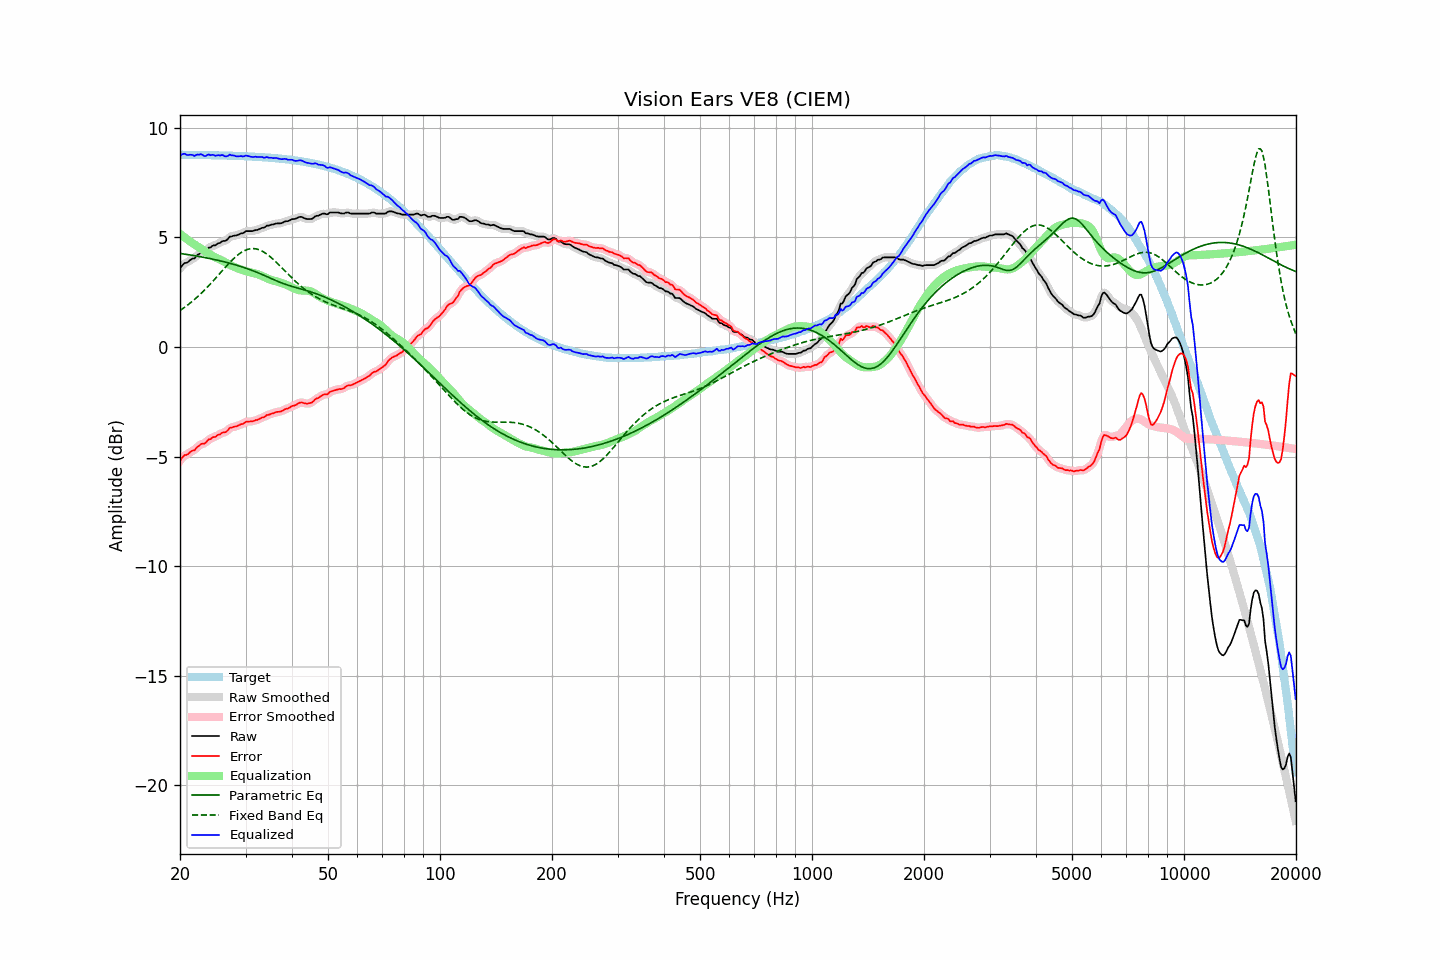 Vision Ears VE8 (CIEM)
Amplitude (dBr)
10
5
0
−5
−10
−15
−20
Target
Raw Smoothed
Error Smoothed
Raw
Error
Equalization
Parametric Eq
Fixed Band Eq
Equalized
20 50 100 200 500 1000 2000 5000 10000 20000
Frequency (Hz)